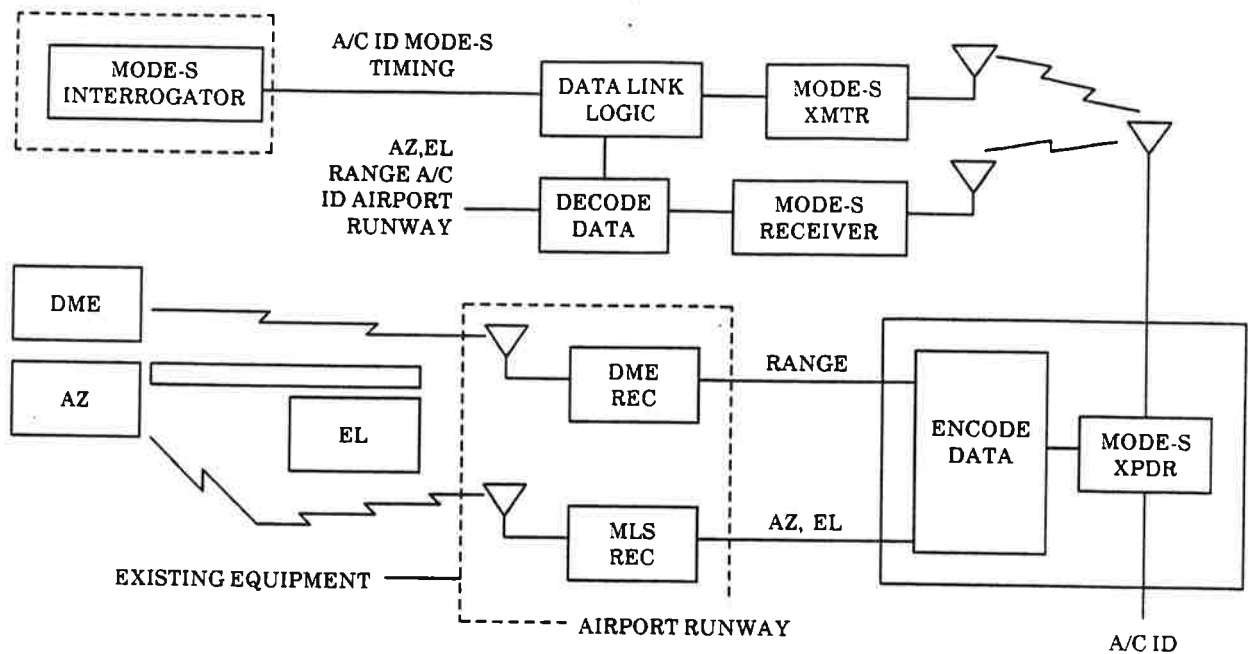 A/C ID MODE-S
TIMING
MODE-S
INTERROGATOR
DATA LINK
LOGIC
MODE-S
XMTR
AZ,EL
RANGE A/C
ID AIRPORT
RUNWAY
DECODE
DATA
MODE-S
RECEIVER
DME
AZ
EL
DME
REC
RANGE
ENCODE
DATA
MODE-S
XPDR
MLS
REC
AZ, EL
EXISTING EQUIPMENT
AIRPORT RUNWAY
A/C ID